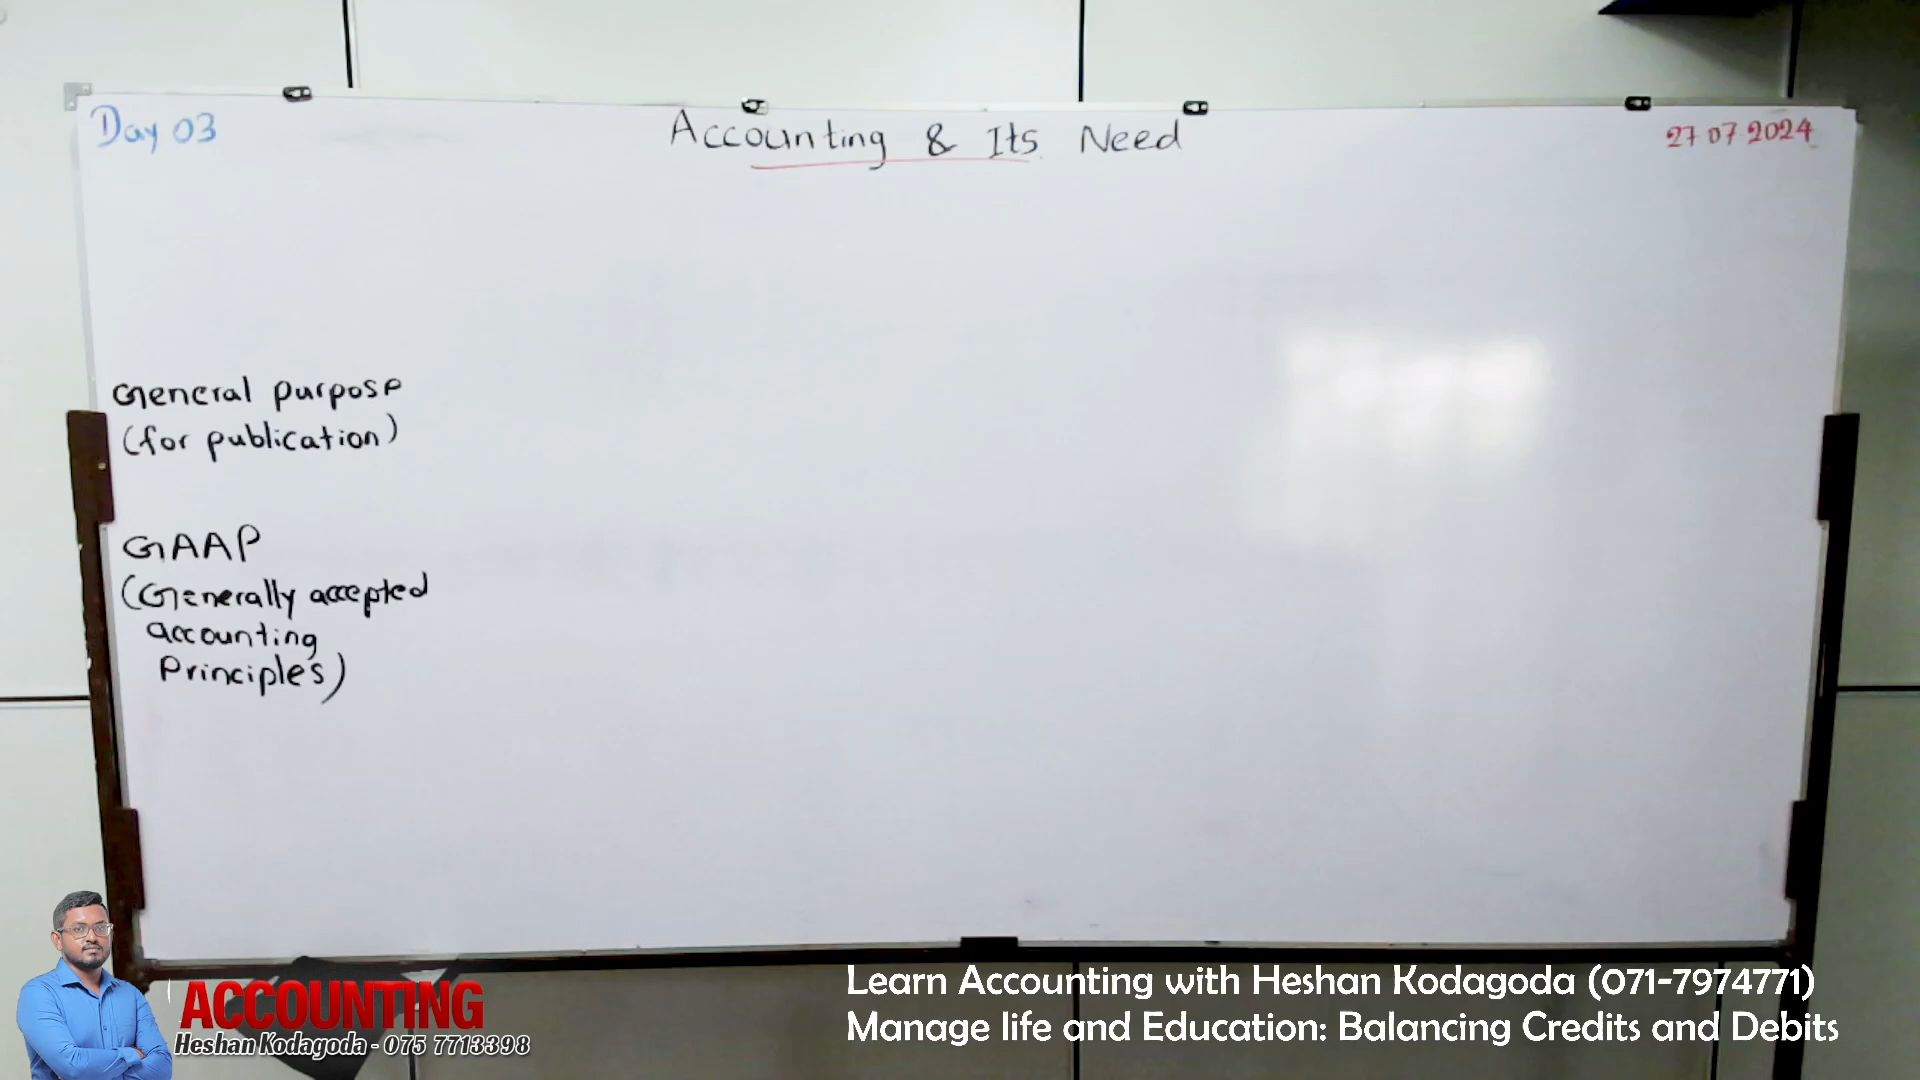 Day 03
Accounting & Its Need
27 07 2024
General purpose
(for publication)
GAAP
(Generally accepted
accounting
Principles)
ACCOUNTING
Heshan Kodagoda - 075 7713398
Learn Accounting with Heshan Kodagoda (071-7974771)
Manage life and Education: Balancing Credits and Debits